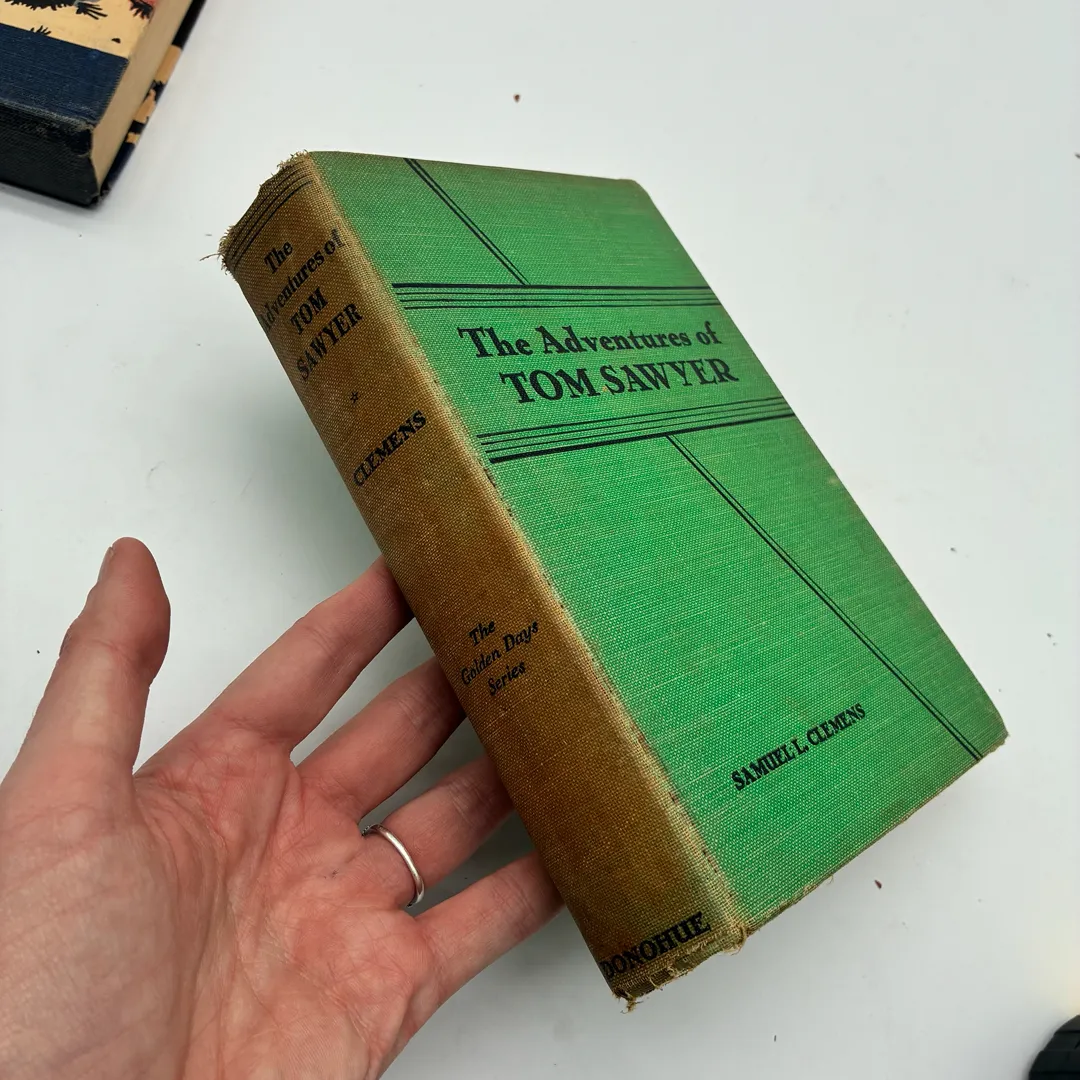 The
Adventures of
TOM
SAWYER
CLEMENS
The
Golden Days
Series
DONOHUE
The Adventures of
TOM SAWYER
SAMUEL L. CLEMENS